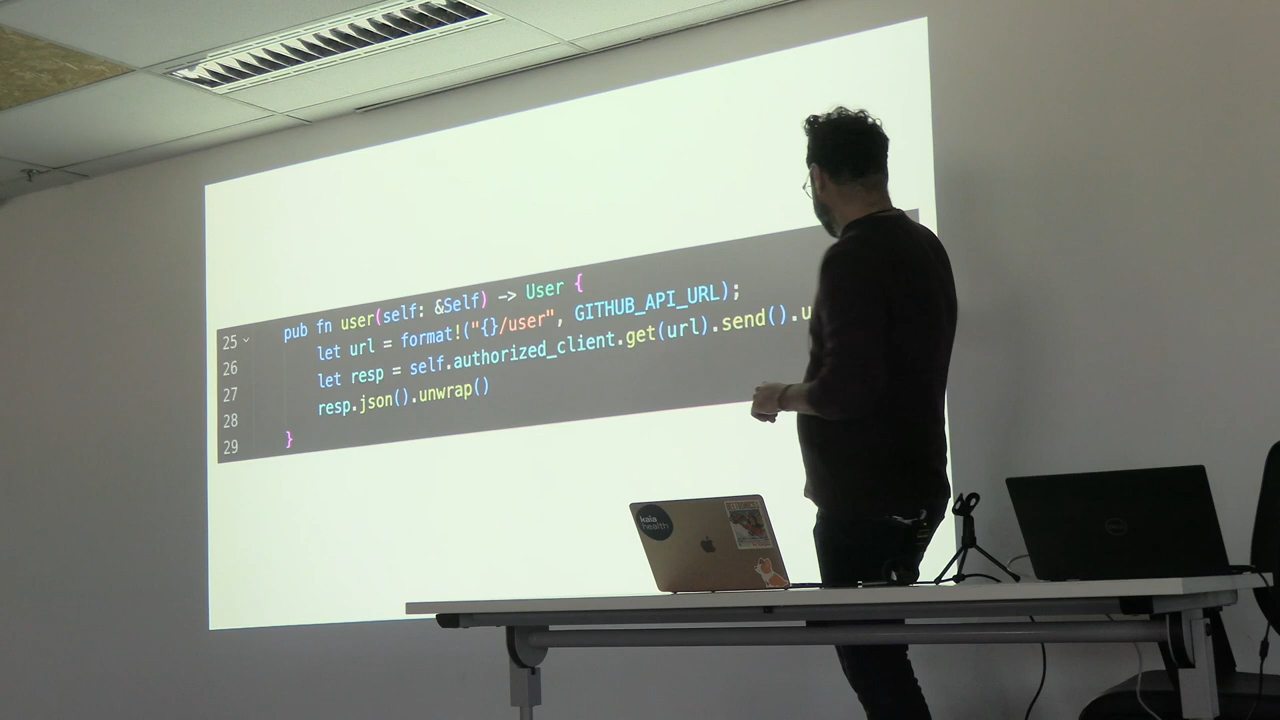 25 pub fn user(self: &Self) -> User {
26 let url = format!("{}/user", GITHUB_API_URL);
27 let resp = self.authorized_client.get(url).send().u
28 resp.json().unwrap()
29 }
kaia
health
DELL